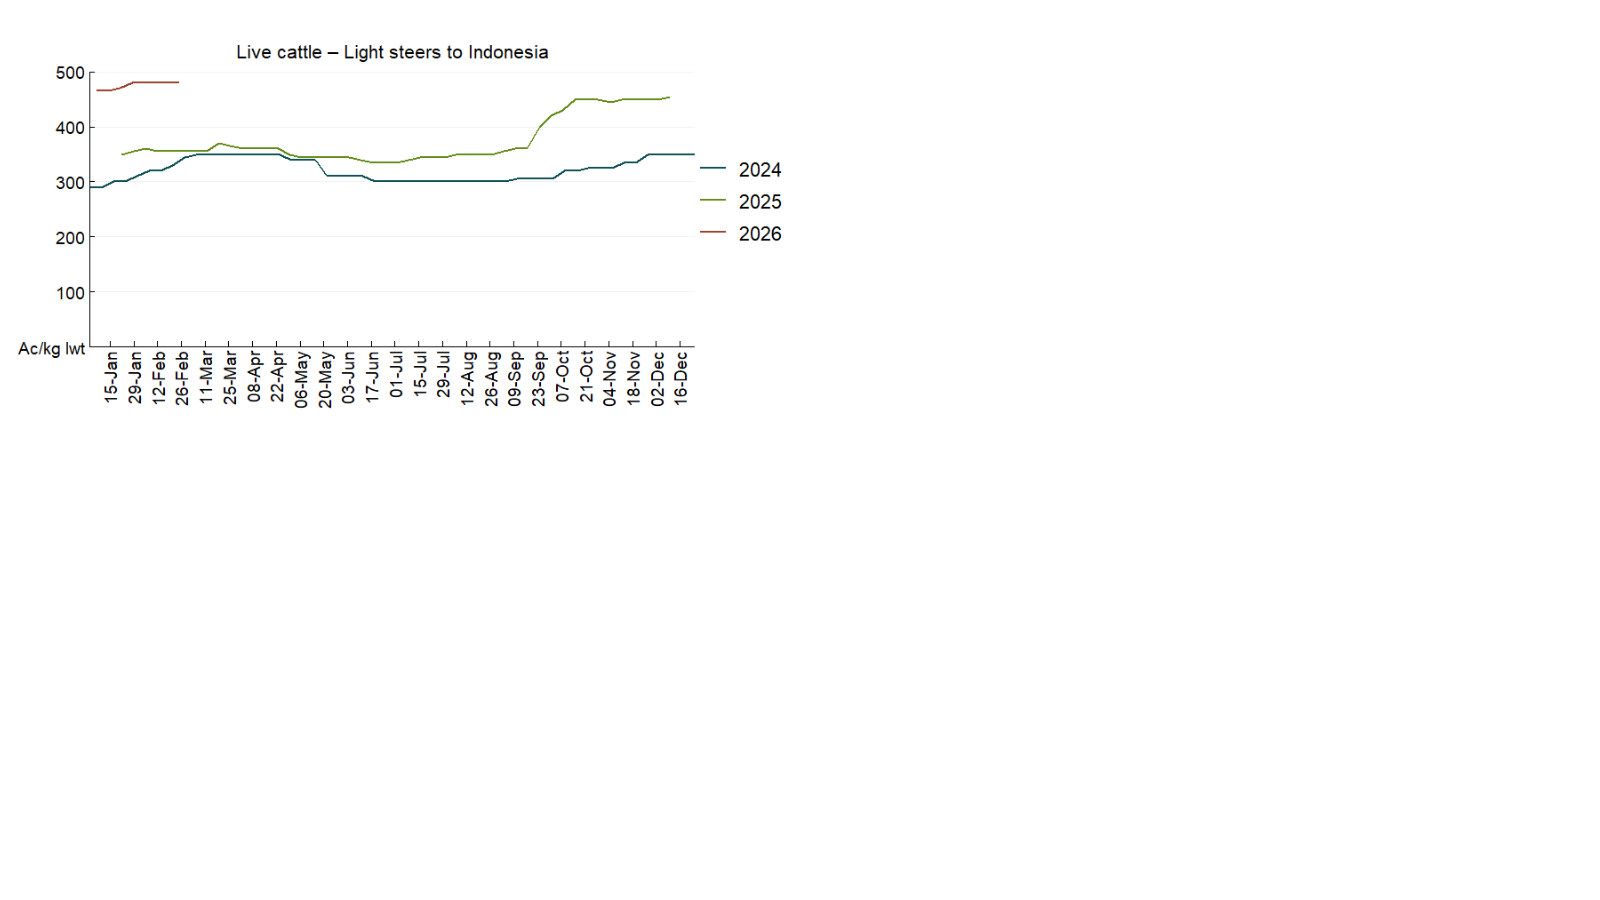 Live cattle – Light steers to Indonesia
500
400
300
200
100
Ac/kg lwt
15-Jan
29-Jan
12-Feb
26-Feb
11-Mar
25-Mar
08-Apr
22-Apr
06-May
20-May
03-Jun
17-Jun
01-Jul
15-Jul
29-Jul
12-Aug
26-Aug
09-Sep
23-Sep
07-Oct
21-Oct
04-Nov
18-Nov
02-Dec
16-Dec
2024
2025
2026